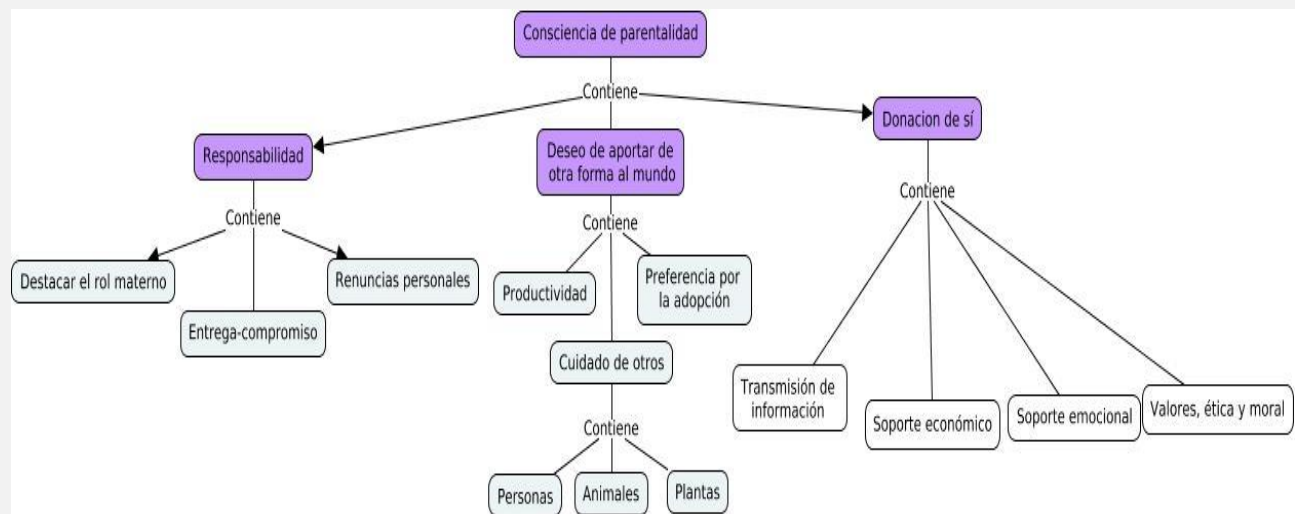 Consciencia de parentalidad
Contiene
Responsabilidad
Deseo de aportar de
otra forma al mundo
Donacion de sí
Contiene
Contiene
Contiene
Destacar el rol materno
Entrega-compromiso
Renuncias personales
Productividad
Preferencia por
la adopción
Cuidado de otros
Contiene
Personas
Animales
Plantas
Transmisión de
información
Soporte económico
Soporte emocional
Valores, ética y moral